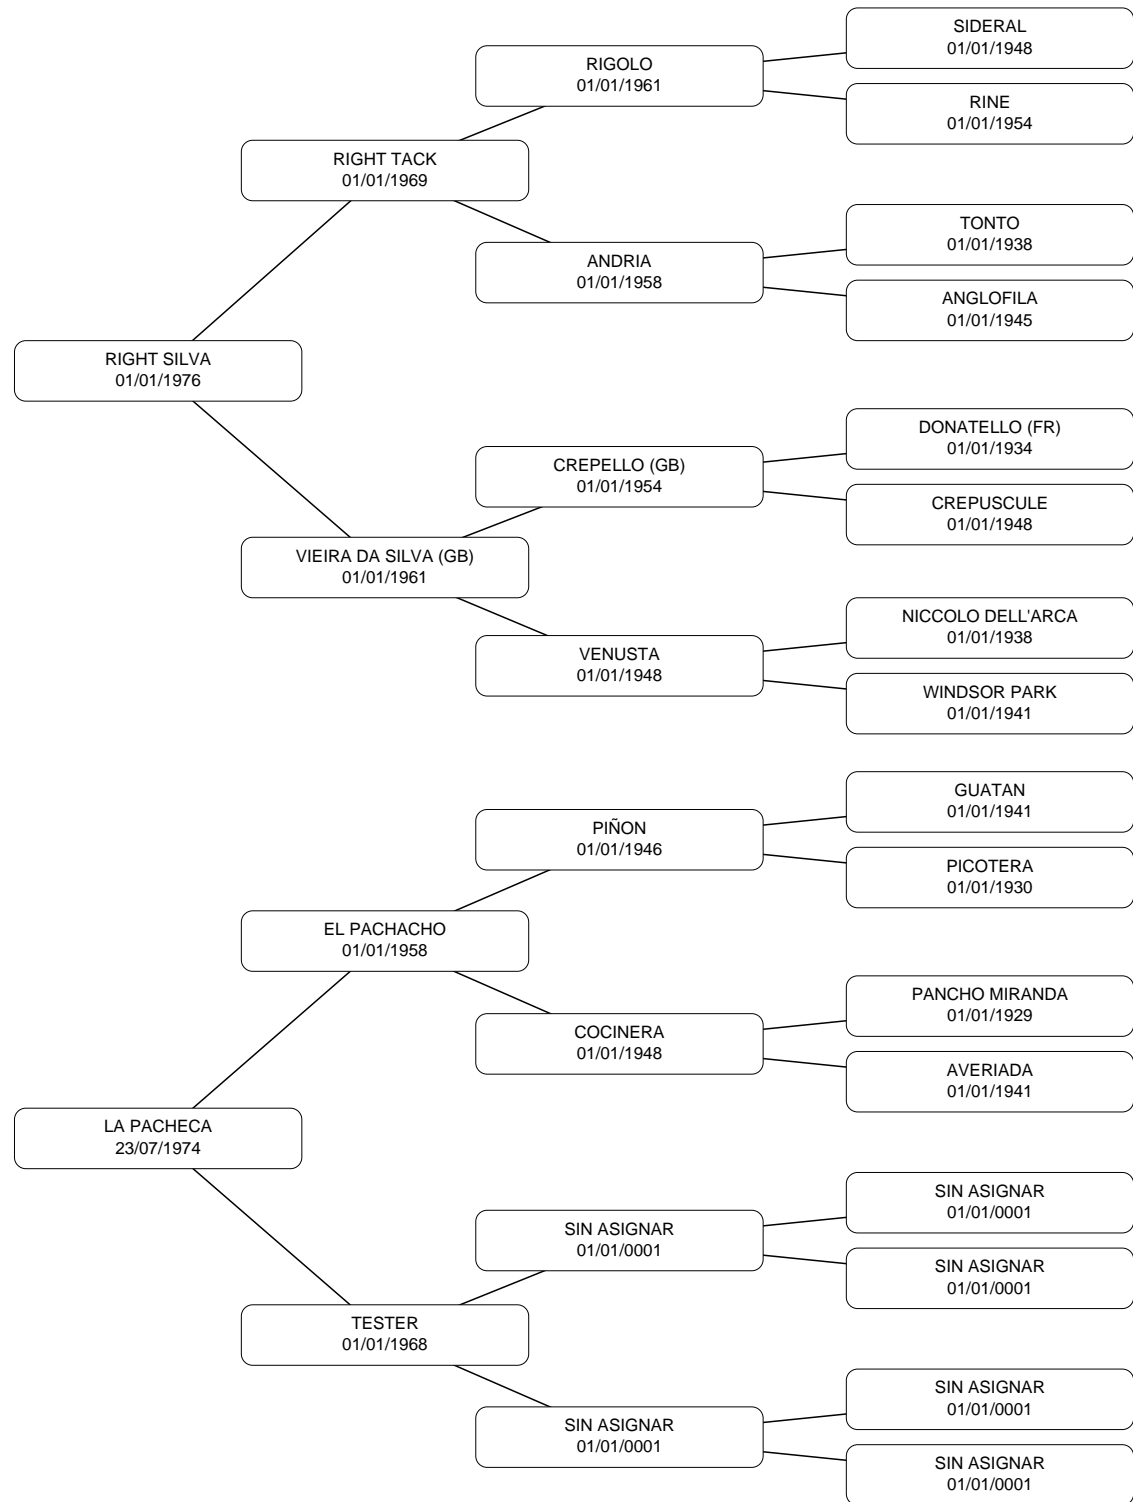 SIDERAL
01/01/1948
RIGOLO
01/01/1961
RINE
01/01/1954
RIGHT TACK
01/01/1969
TONTO
01/01/1938
ANDRIA
01/01/1958
ANGLOFILA
01/01/1945
RIGHT SILVA
01/01/1976
DONATELLO (FR)
01/01/1934
CREPELLO (GB)
01/01/1954
CREPUSCULE
01/01/1948
VIEIRA DA SILVA (GB)
01/01/1961
NICCOLO DELL'ARCA
01/01/1938
VENUSTA
01/01/1948
WINDSOR PARK
01/01/1941
GUATAN
01/01/1941
PIÑON
01/01/1946
PICOTERA
01/01/1930
EL PACHACHO
01/01/1958
PANCHO MIRANDA
01/01/1929
COCINERA
01/01/1948
AVERIADA
01/01/1941
LA PACHECA
23/07/1974
SIN ASIGNAR
01/01/0001
SIN ASIGNAR
01/01/0001
SIN ASIGNAR
01/01/0001
TESTER
01/01/1968
SIN ASIGNAR
01/01/0001
SIN ASIGNAR
01/01/0001
SIN ASIGNAR
01/01/0001